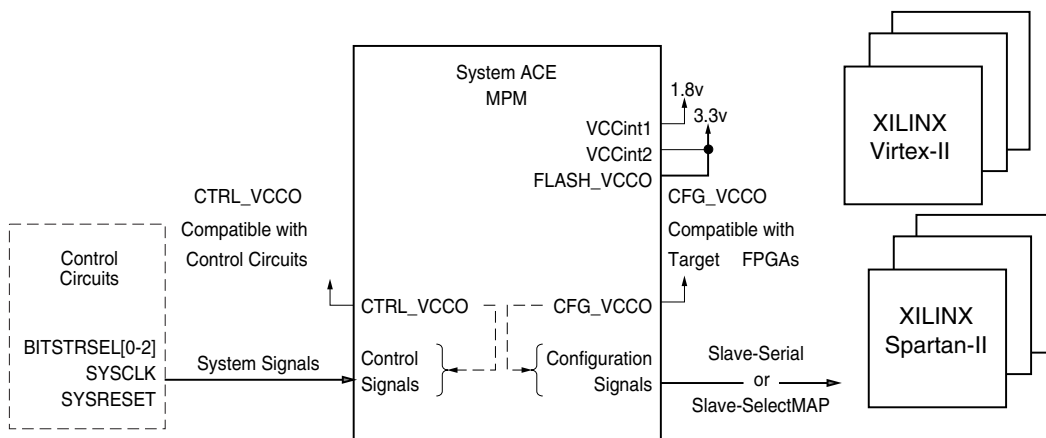 System ACE
MPM
1.8v
3.3v
VCCint1
VCCint2
FLASH_VCCO
XILINX
Virtex-II
CTRL_VCCO
Compatible with
Control Circuits
CFG_VCCO
Compatible with
Target FPGAs
Control
Circuits
BITSTRSEL[0-2]
SYSCLK
SYSRESET
System Signals
CTRL_VCCO
CFG_VCCO
Control
Signals
Configuration
Signals
Slave-Serial
or
Slave-SelectMAP
XILINX
Spartan-II